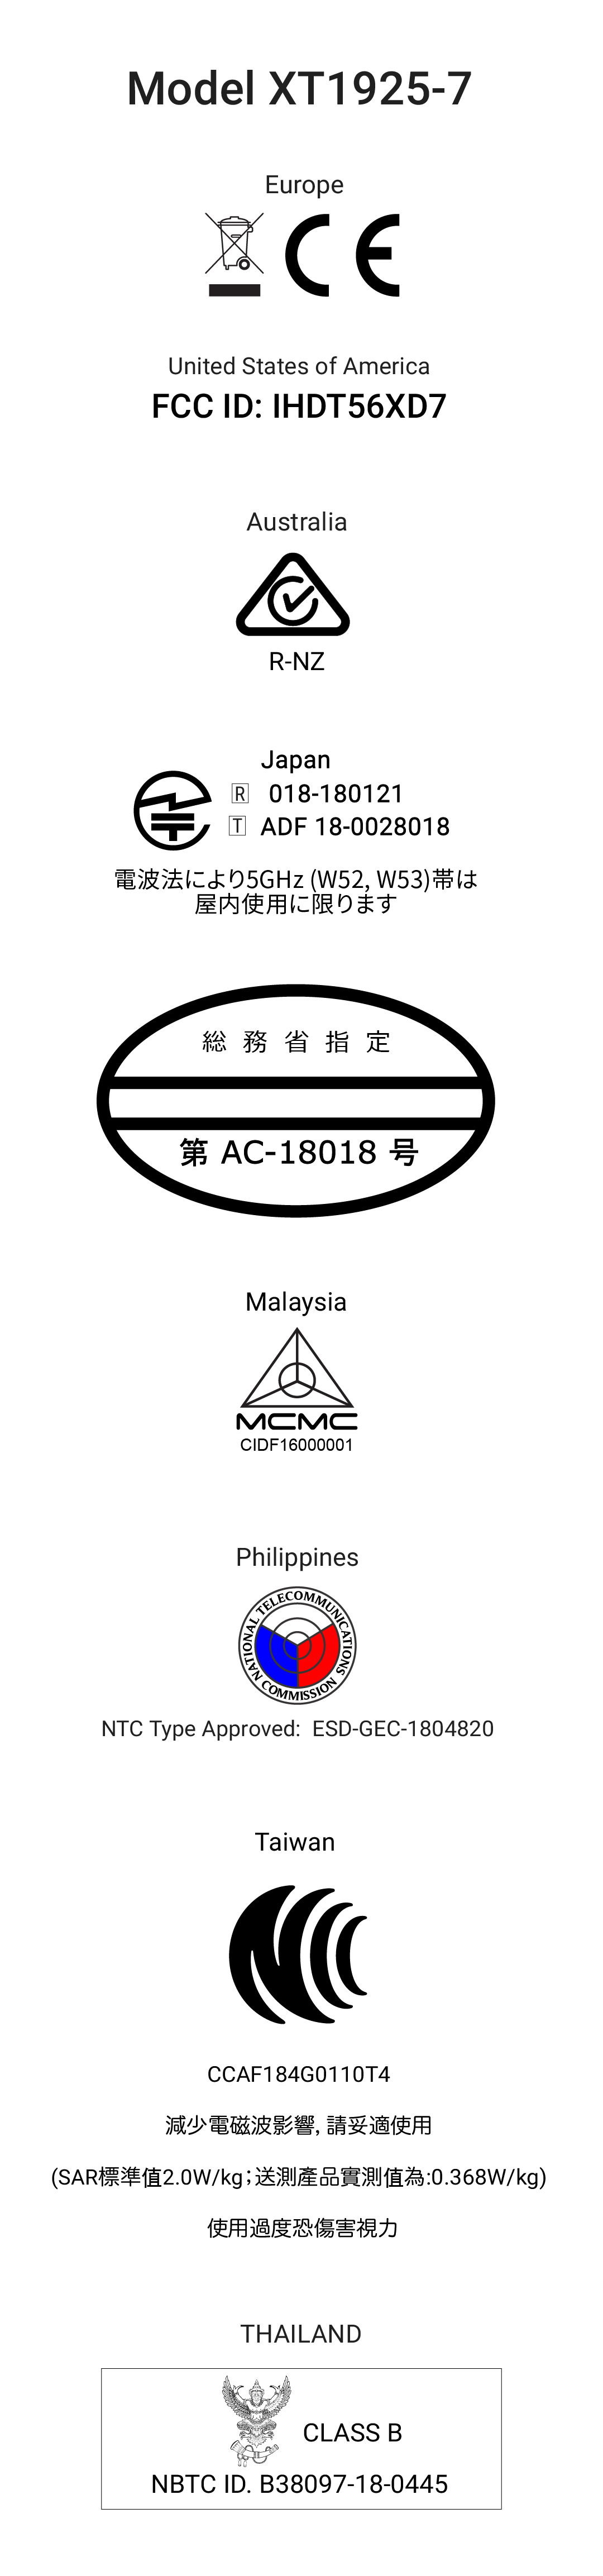 Model XT1925-7
Europe
CE
United States of America
FCC ID: IHDT56XD7
Australia
R-NZ
Japan
R 018-180121
T ADF 18-0028018
電波法により5GHz (W52, W53)帯は
屋内使用に限ります
総務省指定
第 AC-18018 号
Malaysia
MCMC
CIDF16000001
Philippines
NATIONAL TELECOMMUNICATIONS COMMISSION
NTC Type Approved: ESD-GEC-1804820
Taiwan
CCAF184G0110T4
減少電磁波影響, 請妥適使用
(SAR標準值2.0W/kg；送測產品實測值為:0.368W/kg)
使用過度恐傷害視力
THAILAND
CLASS B
NBTC ID. B38097-18-0445